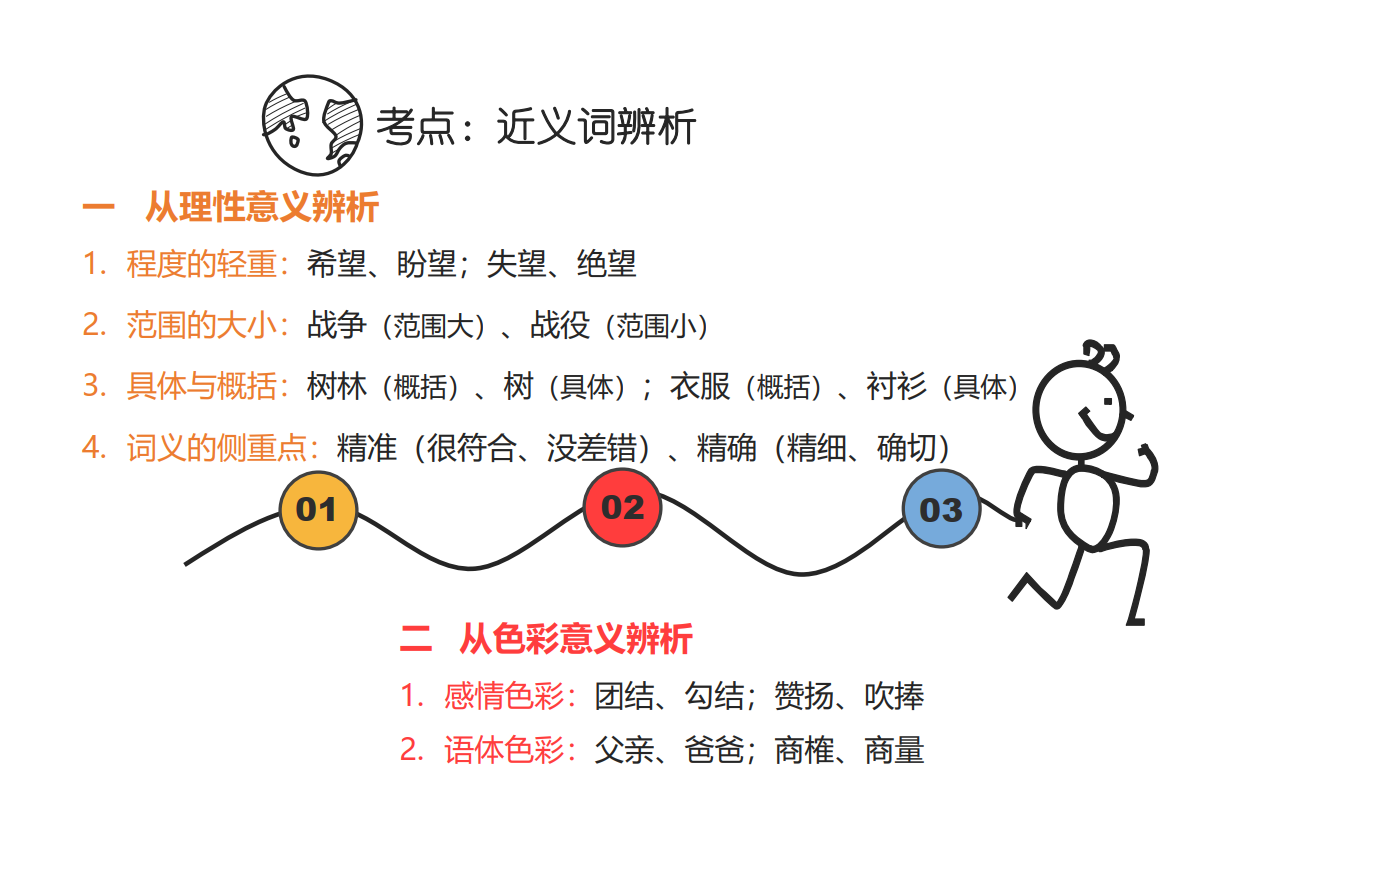 考点：近义词辨析
一 从理性意义辨析
1. 程度的轻重：希望、盼望；失望、绝望
2. 范围的大小：战争（范围大）、战役（范围小）
3. 具体与概括：树林（概括）、树（具体）；衣服（概括）、衬衫（具体）
4. 词义的侧重点：精准（很符合、没差错）、精确（精细、确切）
01 02 03
二 从色彩意义辨析
1. 感情色彩：团结、勾结；赞扬、吹捧
2. 语体色彩：父亲、爸爸；商榷、商量